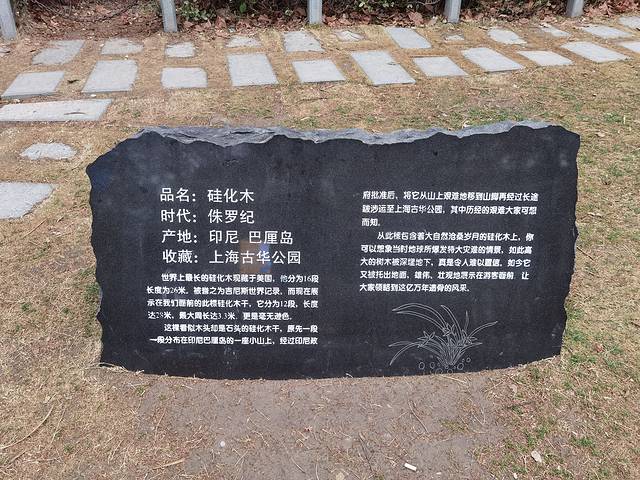 品名：硅化木
时代：侏罗纪
产地：印尼 巴厘岛
收藏：上海古华公园
世界上最长的硅化木现藏于美国，他分为16段
长度为26米，被誉之为吉尼斯世界记录，而现在展
示在我们面前的此棵硅化木干，它分为12段，长度
达28米，最大周长达3.3米，更是毫无逊色。
这棵看似木头却是石头的硅化木干，原先一段
一段分布在印尼巴厘岛的一座小山上，经过印尼政
府批准后，将它从山上艰难地移到山脚再经过长途
跋涉运至上海古华公园，其中历经的艰难大家可想
而知。
从此棵包含着大自然沧桑岁月的硅化木上，你
可以想象当时地球所爆发特大灾难的情景，如此高
大的树木被深埋地下，真是令人难以置信，如今它
又被托出地面，雄伟、壮观地展示在游客面前，让
大家领略到这亿万年遗骨的风采。